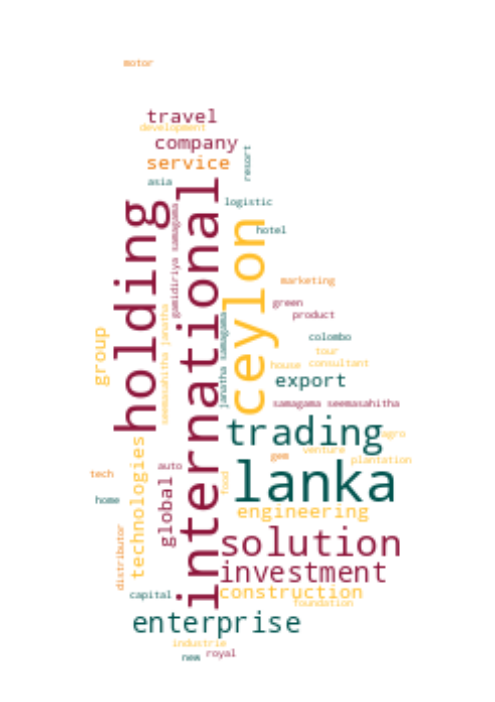 motor
travel
development
company
service
resort
asia
holding
international
gamidiriya samagama
logistic
ceylon
hotel
marketing
green
product
seemasahitha janatha
janatha samagama
colombo
group
tour
house
consultant
export
samagama seemasahitha
trading
agro
venture
gem
plantation
technologies
auto
tech
global
food
lanka
home
engineering
distributor
solution
investment
capital
construction
foundation
enterprise
industrie
new
royal